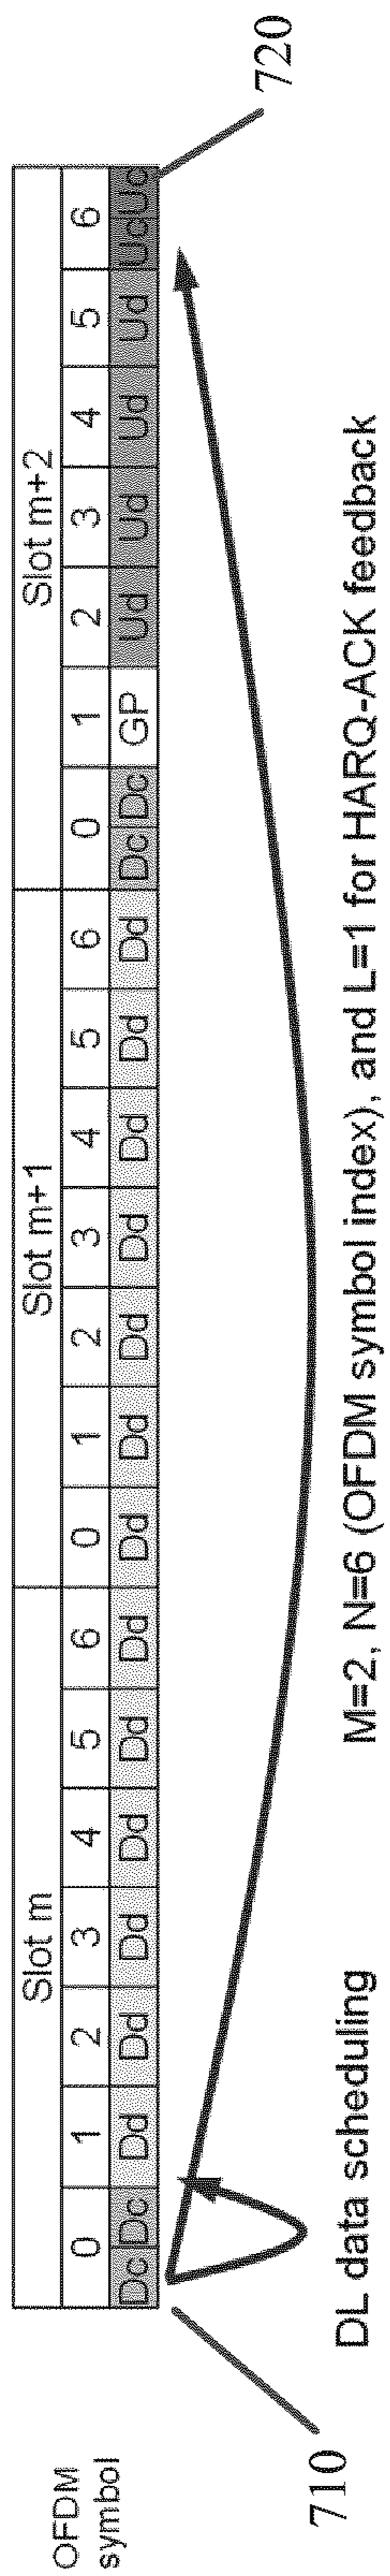 Slot m Slot m+1 Slot m+2
OFDM symbol 0 1 2 3 4 5 6 0 1 2 3 4 5 6 0 1 2 3 4 5 6
Dc Dc Dd Dd Dd Dd Dd Dd Dd Dd Dd Dd Dd Dd Dd Dc Dc GP Ud Ud Ud Ud Uc Uc
710 720
DL data scheduling M=2, N=6 (OFDM symbol index), and L=1 for HARQ-ACK feedback